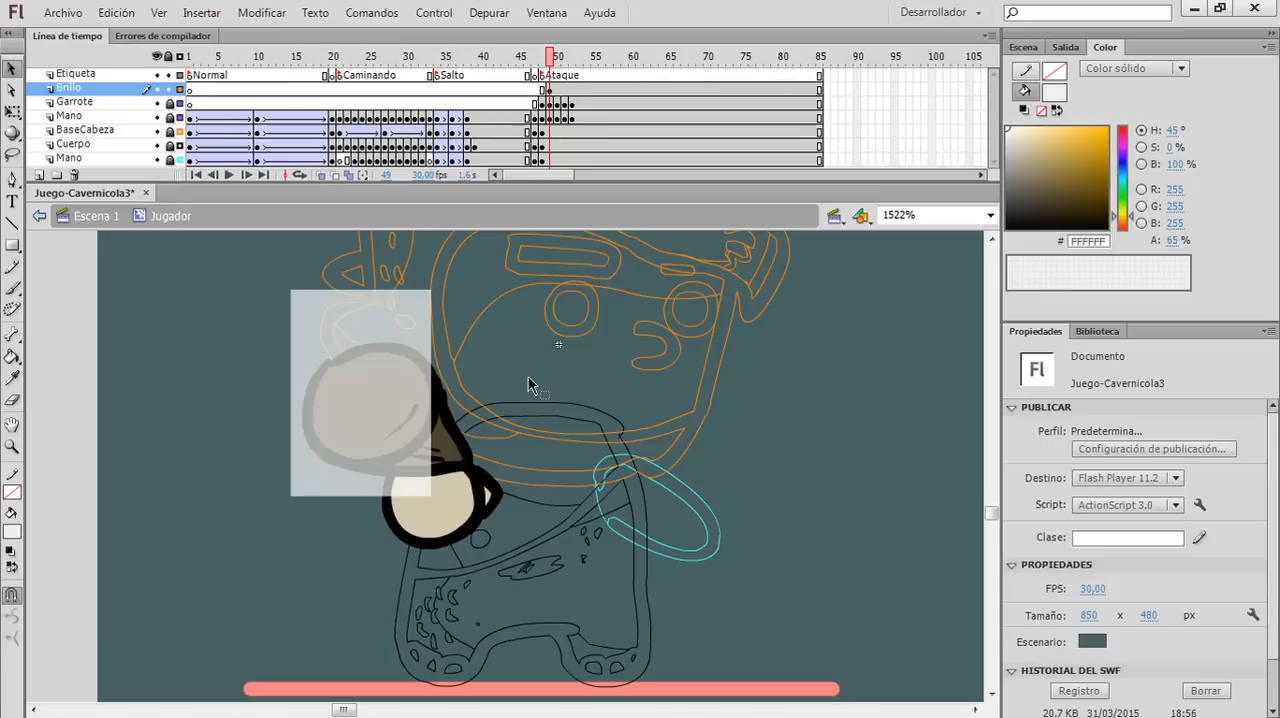 Fl Archivo Edición Ver Insertar Modificar Texto Comandos Control Depurar Ventana Ayuda Desarrollador
Línea de tiempo Errores de compilador
1 5 10 15 20 25 30 35 40 45 50 55 60 65 70 75 80 85 90 95 100 105
Etiqueta Normal Caminando Salto Ataque
Brillo
Garrote
Mano
BaseCabeza
Cuerpo
Mano
49 30,00 fps 1,6 s
Juego-Cavernicola3* ×
Escena 1 Jugador 1522%
Escena Salida Color
Color sólido
H: 45 °
S: 0 %
B: 100 %
R: 255
G: 255
B: 255
# FFFFFF A: 65 %
Propiedades Biblioteca
Fl Documento
Juego-Cavernicola3
PUBLICAR
Perfil: Predetermina...
Configuración de publicación...
Destino: Flash Player 11.2
Script: ActionScript 3.0
Clase:
PROPIEDADES
FPS: 30,00
Tamaño: 850 x 480 px
Escenario:
HISTORIAL DEL SWF
Registro Borrar
20.7 KB 31/03/2015 18:56